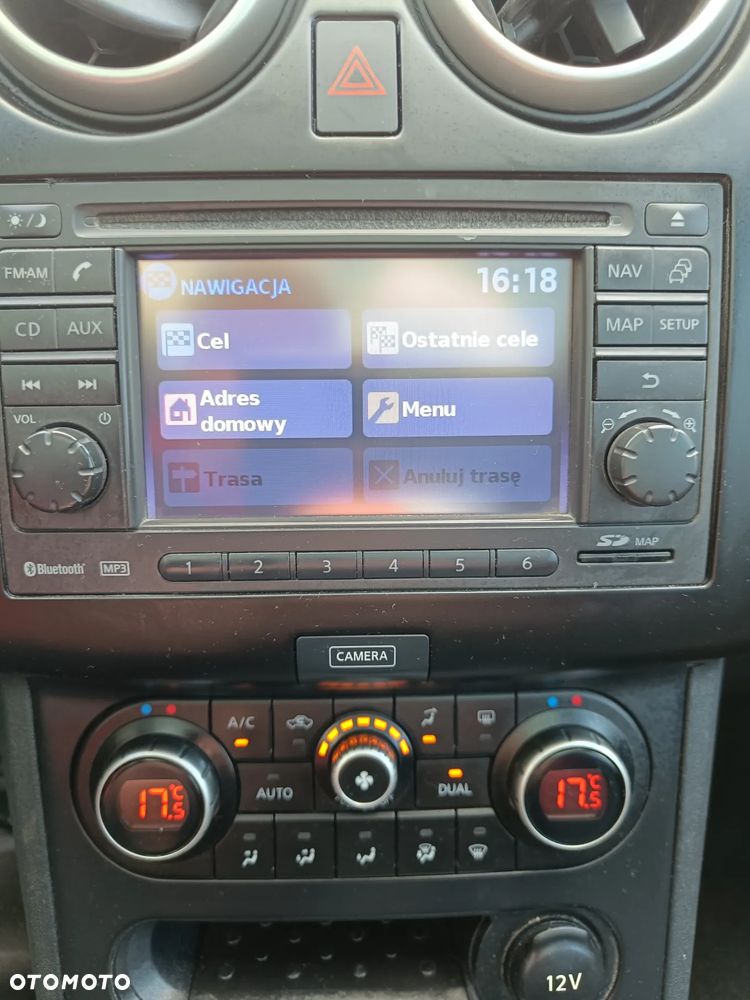 NAWIGACJA 16:18
FM·AM
NAV
Cel
Ostatnie cele
CD AUX
MAP SETUP
Adres
domowy
Menu
VOL
Trasa
Anuluj trasę
Bluetooth MP3
1 2 3 4 5 6
SD MAP
CAMERA
A/C
AUTO
DUAL
17.5°C
17.5°C
12V
OTOMOTO